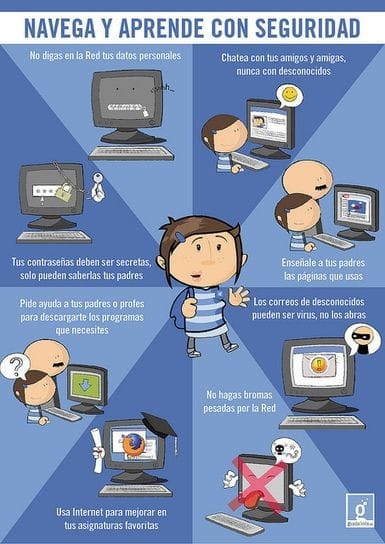 NAVEGA Y APRENDE CON SEGURIDAD
No digas en la Red tus datos personales
Chatea con tus amigos y amigas,
nunca con desconocidos
Tus contraseñas deben ser secretas,
solo pueden saberlas tus padres
Enseñale a tus padres
las páginas que usas
Pide ayuda a tus padres o profes
para descargarte los programas
que necesites
Los correos de desconocidos
pueden ser virus, no los abras
No hagas bromas
pesadas por la Red
Usa Internet para mejorar en
tus asignaturas favoritas